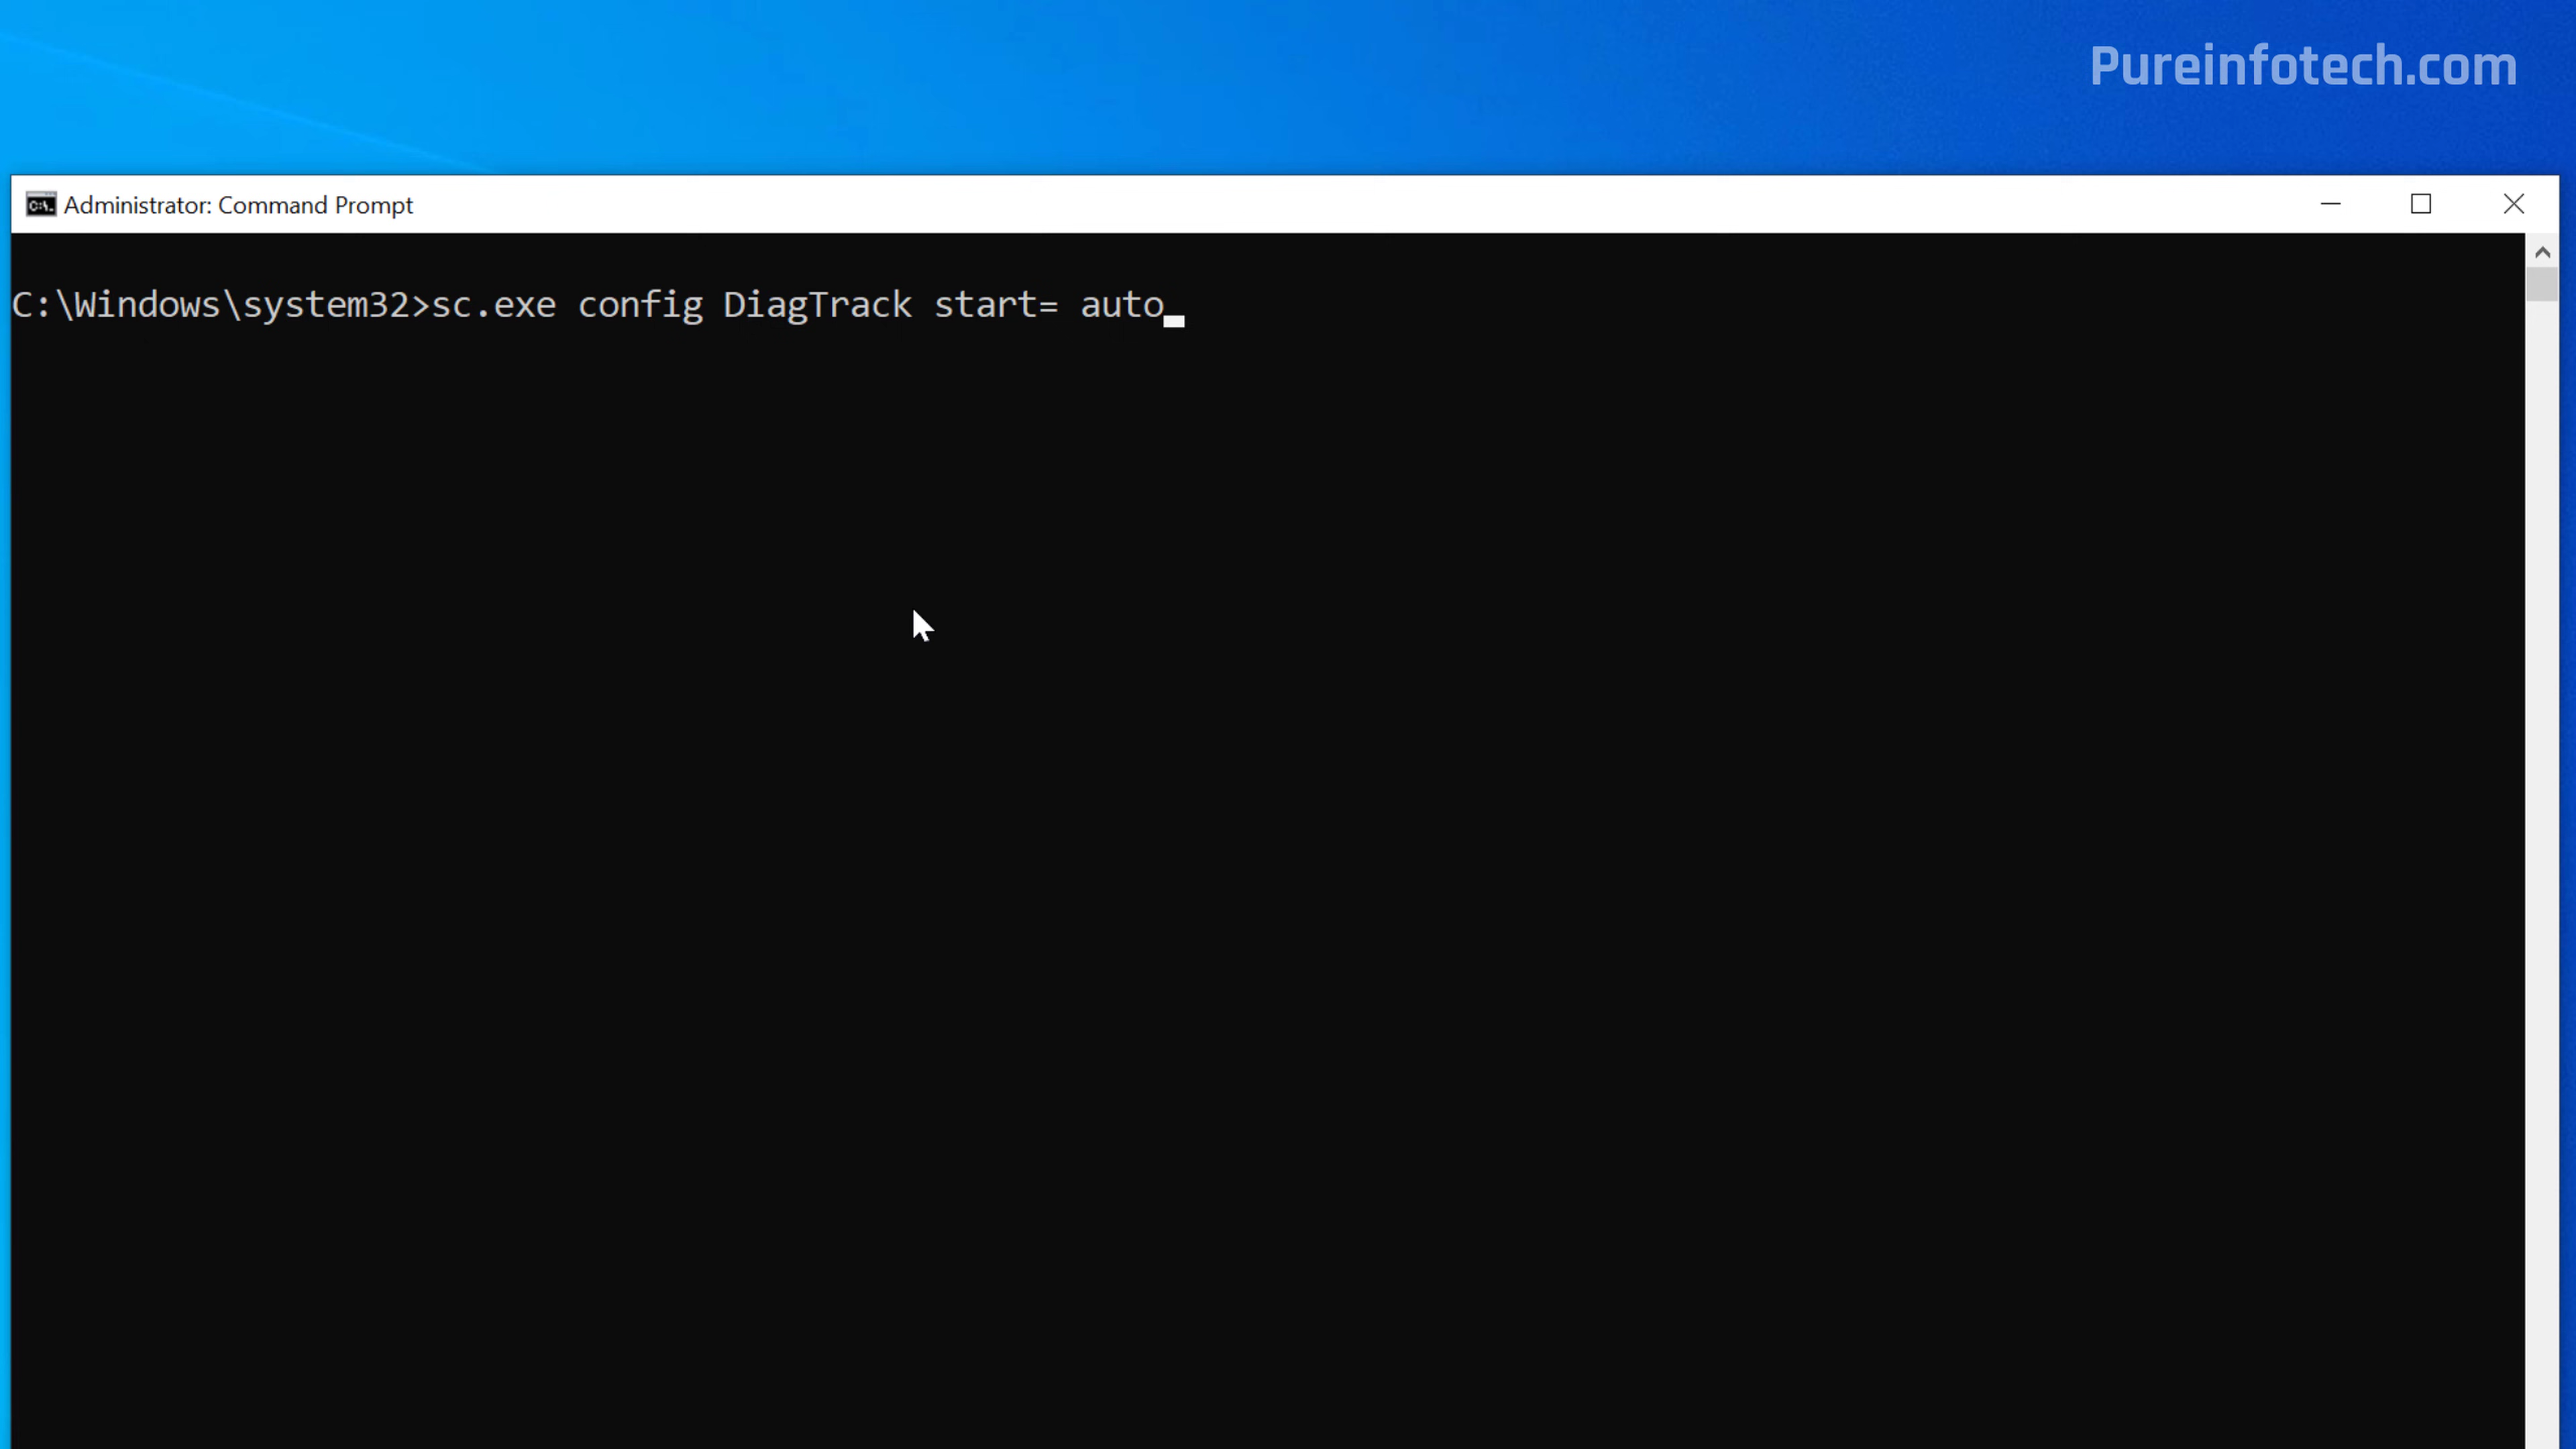 Pureinfotech.com
Administrator: Command Prompt
C:\Windows\system32>sc.exe config DiagTrack start= auto